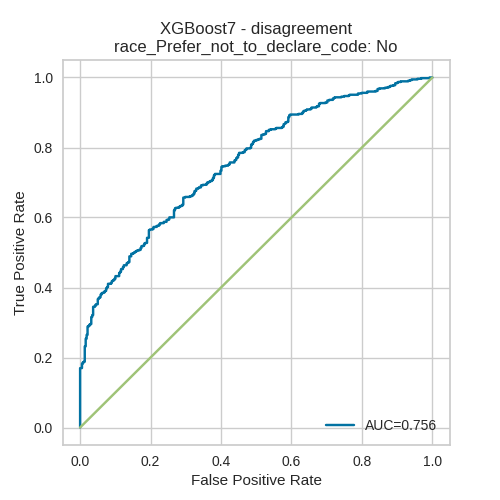 XGBoost7 - disagreement
race_Prefer_not_to_declare_code: No
True Positive Rate
1.0
0.8
0.6
0.4
0.2
0.0
AUC=0.756
0.0 0.2 0.4 0.6 0.8 1.0
False Positive Rate